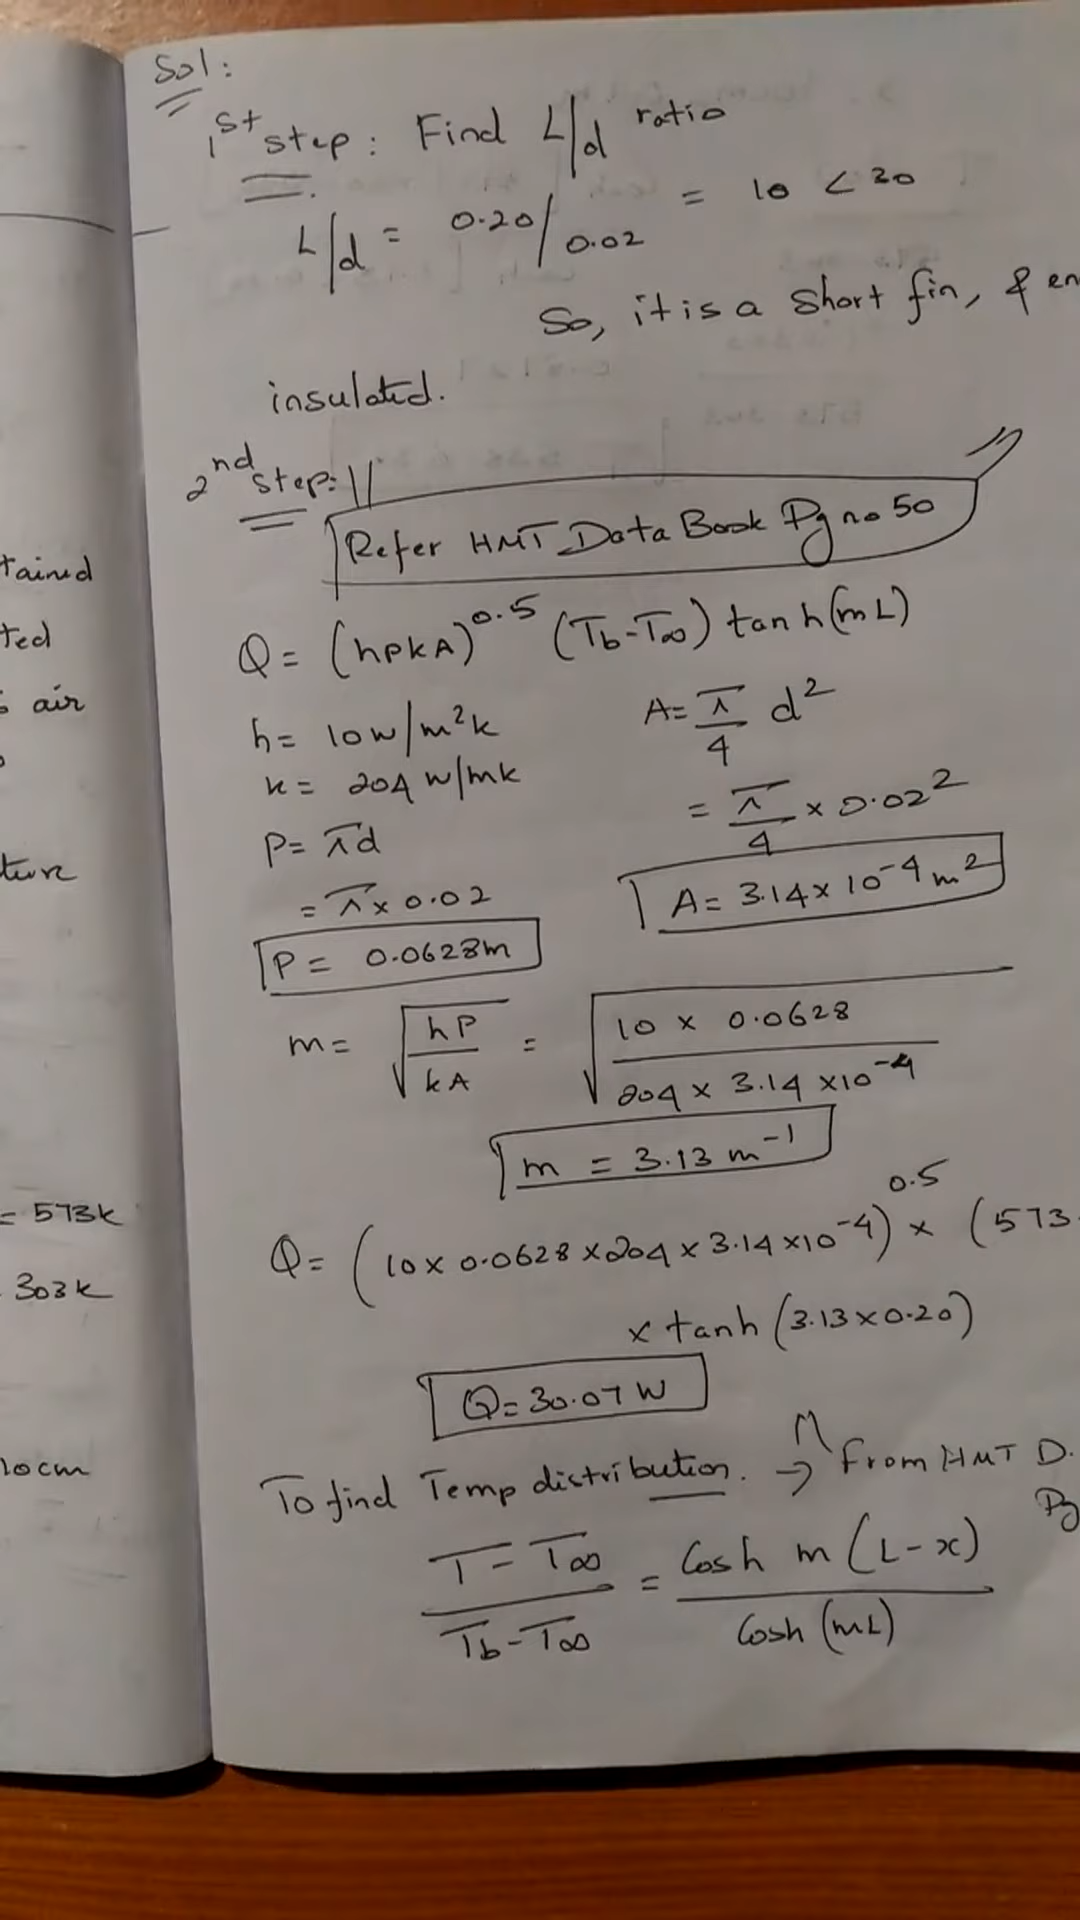 tained
ted
air
ture
= 573k
303k
10cm
Sol:
1st step: Find L/d ratio
L/d = 0.20/0.02 = 10 < 30
So, it is a short fin, & en
insulated.
2nd step:
Refer HMT Data Book Pg no 50
Q = (hpkA)^0.5 (Tb-T∞) tanh(mL)
h = 10w/m²k
k = 204 w/mk
P = πd
= π x 0.02
P = 0.0628m
A = π/4 d²
= π/4 x 0.02²
A = 3.14 x 10^-4 m²
m = √(hP/kA) = √(10 x 0.0628/204 x 3.14 x 10^-4)
m = 3.13 m^-1
Q = (10 x 0.0628 x 204 x 3.14 x 10^-4)^0.5 x (573-
x tanh (3.13 x 0.20)
Q = 30.07 W
To find Temp distribution. → From HMT D.
Pg
T - T∞/Tb - T∞ = Cosh m (L-x)/Cosh (mL)